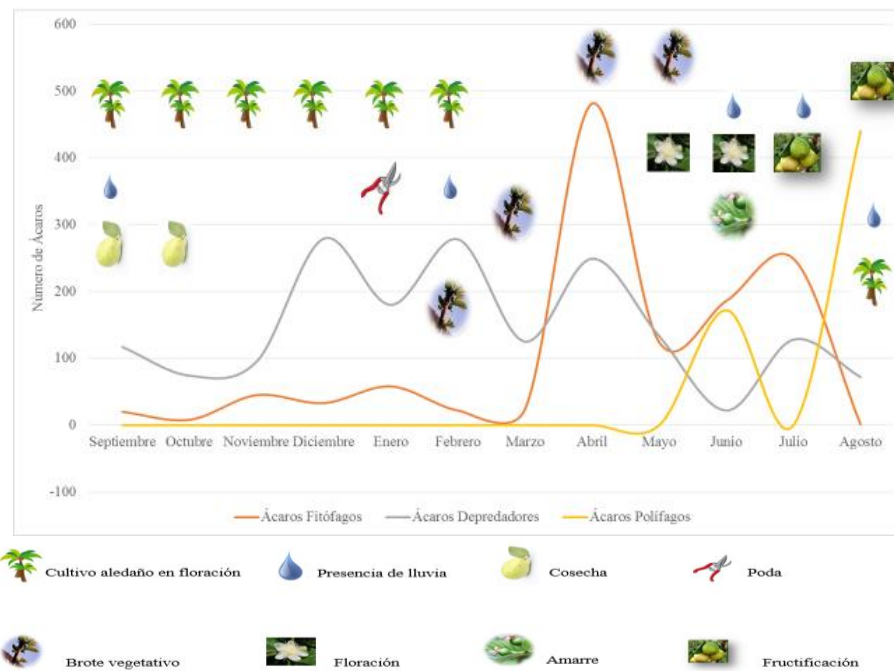 600
500
400
300
200
100
0
-100
Número de Ácaros
Septiembre Octubre Noviembre Diciembre Enero Febrero Marzo Abril Mayo Junio Julio Agosto
Ácaros Fitófagos Ácaros Depredadores Ácaros Polífagos
Cultivo aledaño en floración Presencia de lluvia Cosecha Poda
Brote vegetativo Floración Amarre Fructificación